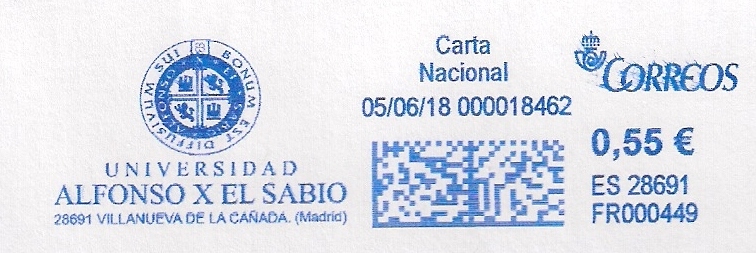 BONUM EST DIFFUSIVUM SUI
UNIVERSIDAD
ALFONSO X EL SABIO
28691 VILLANUEVA DE LA CAÑADA. (Madrid)
Carta
Nacional
05/06/18 000018462
CORREOS
0,55 €
ES 28691
FR000449